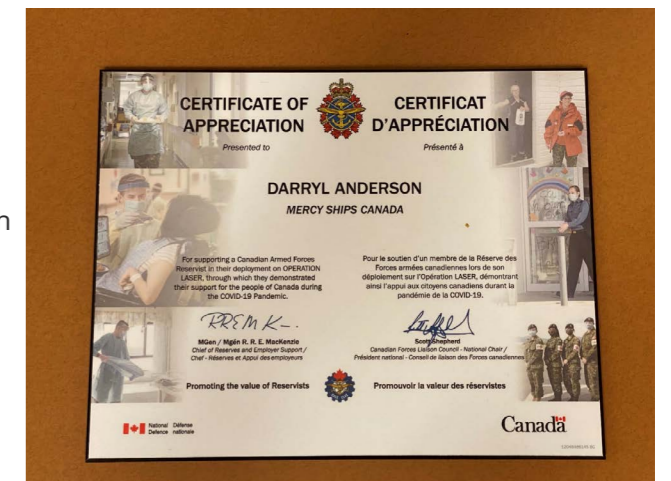 n
CERTIFICATE OF
APPRECIATION
Presented to
CERTIFICAT
D'APPRÉCIATION
Présenté à
DARRYL ANDERSON
MERCY SHIPS CANADA
For supporting a Canadian Armed Forces
Reservist in their deployment on OPERATION
LASER, through which they demonstrated
their support for the people of Canada during
the COVID-19 Pandemic.
Pour le soutien d'un membre de la Réserve des
Forces armées canadiennes lors de son
déploiement sur l'Opération LASER, démontrant
ainsi l'appui aux citoyens canadiens durant la
pandémie de la COVID-19.
MGen / Mgén R. R. E. MacKenzie
Chief of Reserves and Employer Support /
Chef - Réserves et Appui des employeurs
Scott Shepherd
Canadian Forces Liaison Council - National Chair /
Président national - Conseil de liaison des Forces canadiennes
Promoting the value of Reservists
Promouvoir la valeur des réservistes
National Défense
Defence nationale
Canada